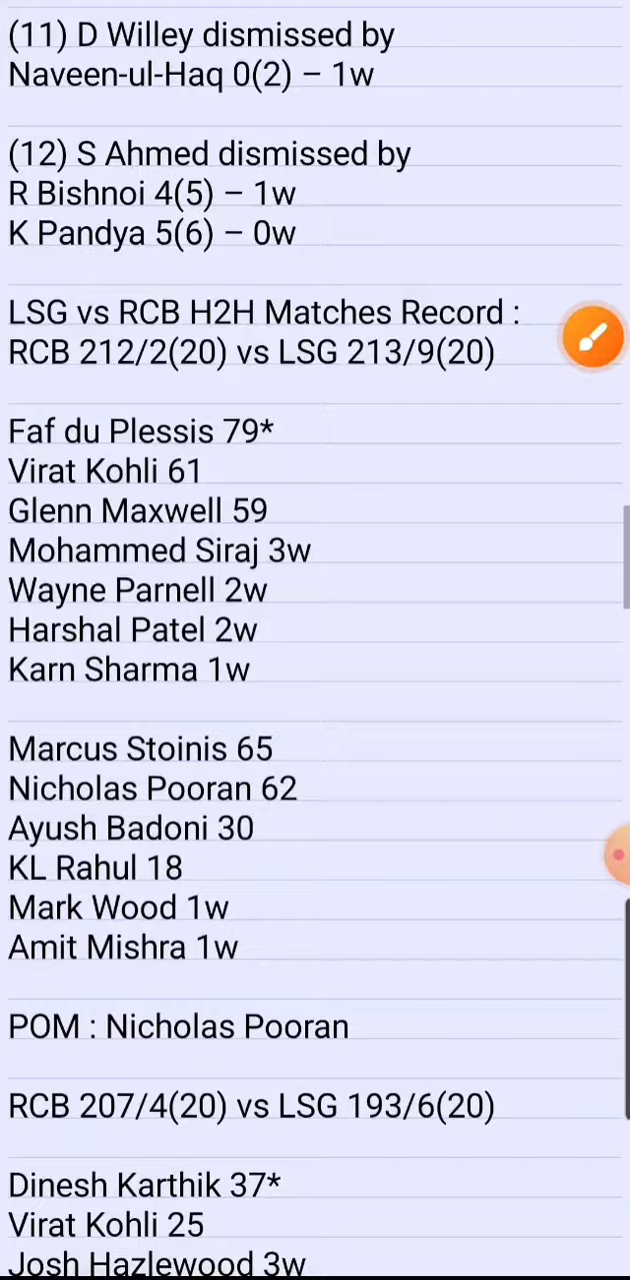 (11) D Willey dismissed by
Naveen-ul-Haq 0(2) – 1w
(12) S Ahmed dismissed by
R Bishnoi 4(5) – 1w
K Pandya 5(6) – 0w
LSG vs RCB H2H Matches Record :
RCB 212/2(20) vs LSG 213/9(20)
Faf du Plessis 79*
Virat Kohli 61
Glenn Maxwell 59
Mohammed Siraj 3w
Wayne Parnell 2w
Harshal Patel 2w
Karn Sharma 1w
Marcus Stoinis 65
Nicholas Pooran 62
Ayush Badoni 30
KL Rahul 18
Mark Wood 1w
Amit Mishra 1w
POM : Nicholas Pooran
RCB 207/4(20) vs LSG 193/6(20)
Dinesh Karthik 37*
Virat Kohli 25
Josh Hazlewood 3w